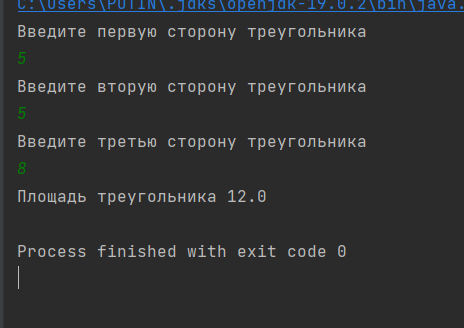 C:\Users\PUTIN\.jdks\openjdk-19.0.2\bin\java.
Введите первую сторону треугольника
5
Введите вторую сторону треугольника
5
Введите третью сторону треугольника
8
Площадь треугольника 12.0
Process finished with exit code 0